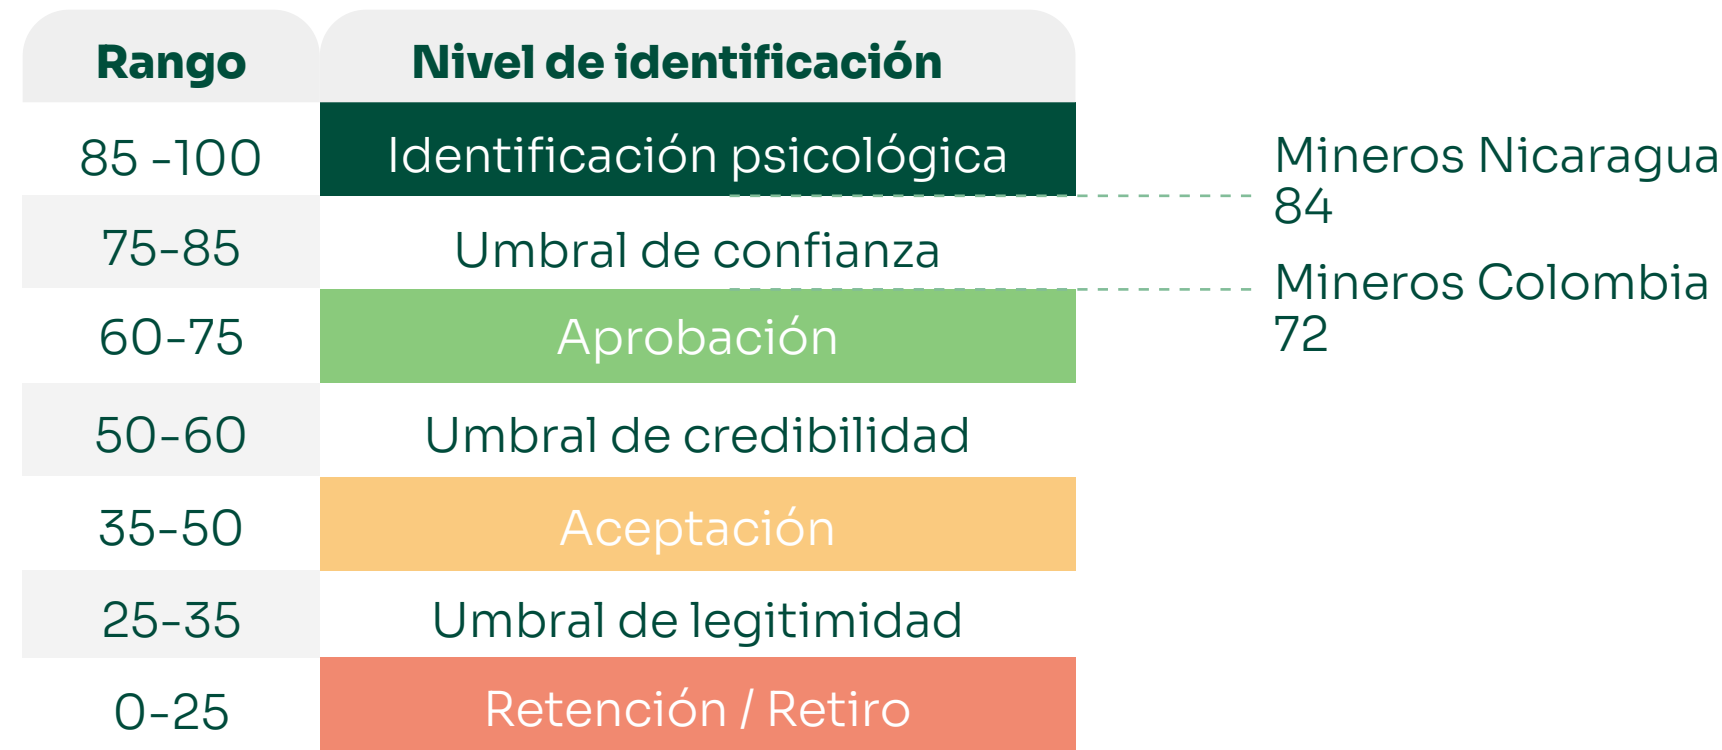 Rango Nivel de identificación
85 -100 Identificación psicológica
75-85 Umbral de confianza
60-75 Aprobación
50-60 Umbral de credibilidad
35-50 Aceptación
25-35 Umbral de legitimidad
0-25 Retención / Retiro
Mineros Nicaragua
84
Mineros Colombia
72